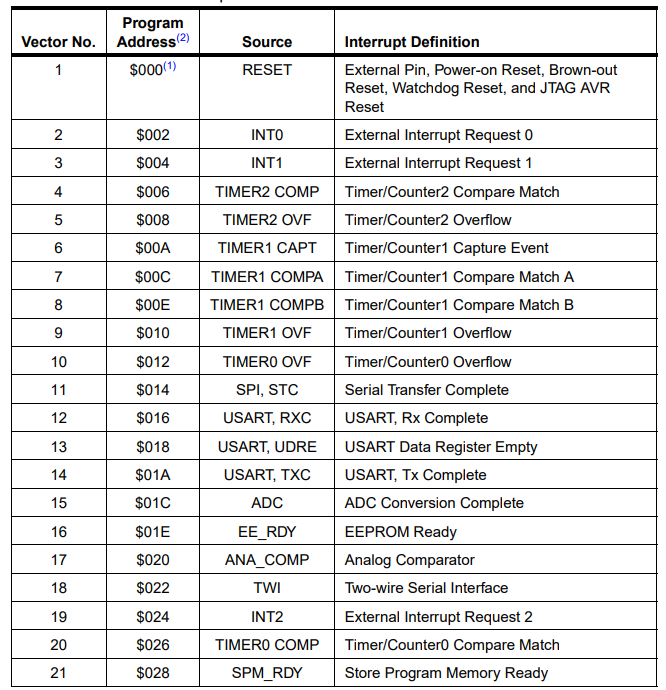 Vector No. Program Address(2) Source Interrupt Definition
1 $000(1) RESET External Pin, Power-on Reset, Brown-out
Reset, Watchdog Reset, and JTAG AVR
Reset
2 $002 INT0 External Interrupt Request 0
3 $004 INT1 External Interrupt Request 1
4 $006 TIMER2 COMP Timer/Counter2 Compare Match
5 $008 TIMER2 OVF Timer/Counter2 Overflow
6 $00A TIMER1 CAPT Timer/Counter1 Capture Event
7 $00C TIMER1 COMPA Timer/Counter1 Compare Match A
8 $00E TIMER1 COMPB Timer/Counter1 Compare Match B
9 $010 TIMER1 OVF Timer/Counter1 Overflow
10 $012 TIMER0 OVF Timer/Counter0 Overflow
11 $014 SPI, STC Serial Transfer Complete
12 $016 USART, RXC USART, Rx Complete
13 $018 USART, UDRE USART Data Register Empty
14 $01A USART, TXC USART, Tx Complete
15 $01C ADC ADC Conversion Complete
16 $01E EE_RDY EEPROM Ready
17 $020 ANA_COMP Analog Comparator
18 $022 TWI Two-wire Serial Interface
19 $024 INT2 External Interrupt Request 2
20 $026 TIMER0 COMP Timer/Counter0 Compare Match
21 $028 SPM_RDY Store Program Memory Ready